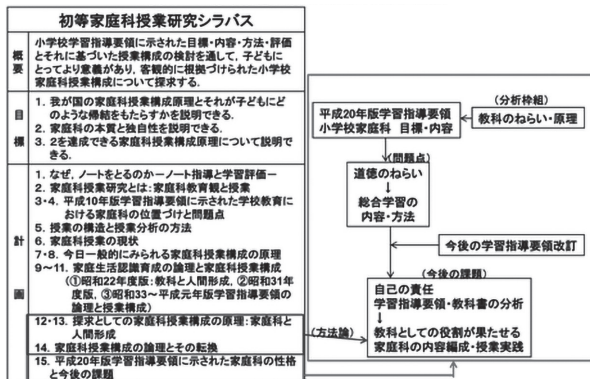 初等家庭科授業研究シラバス
概要
小学校学習指導要領に示された目標・内容・方法・評価
とそれに基づいた授業構成の検討を通して,子どもに
とってより意義があり,客観的に根拠づけられた小学校
家庭科授業構成について探求する.
目標
1. 我が国の家庭科授業構成原理とそれが子どもにど
のような帰結をもたらすかを説明できる.
2. 家庭科の本質と独自性を説明できる.
3. 2を達成できる家庭科授業構成原理について説明で
きる.
計画
1. なぜ,ノートをとるのかーノート指導と学習評価ー
2. 家庭科授業研究とは:家庭科教育観と授業
3・4. 平成10年版学習指導要領に示された学校教育に
おける家庭科の位置づけと問題点
5. 授業の構造と授業分析の方法
6. 家庭科授業の現状
7・8. 今日一般的にみられる家庭科授業構成の原理
9~11. 家庭生活認識育成の論理と家庭科授業構成
(①昭和22年度版:教科と人間形成, ②昭和31年
度版, ③昭和33~平成元年版学習指導要領の
論理と授業構成)
12・13. 探求としての家庭科授業構成の原理:家庭科と
人間形成
14. 家庭科授業構成の論理とその転換
15. 平成20年版学習指導要領に示された家庭科の性格
と今後の課題
(分析枠組)
平成20年版学習指導要領
小学校家庭科 目標・内容
教科のねらい・原理
(問題点)
道徳のねらい
↓
総合学習の
内容・方法
今後の学習指導要領改訂
(今後の課題)
(方法論)
自己の責任
学習指導要領・教科書の分析
↓
教科としての役割が果たせる
家庭科の内容編成・授業実践